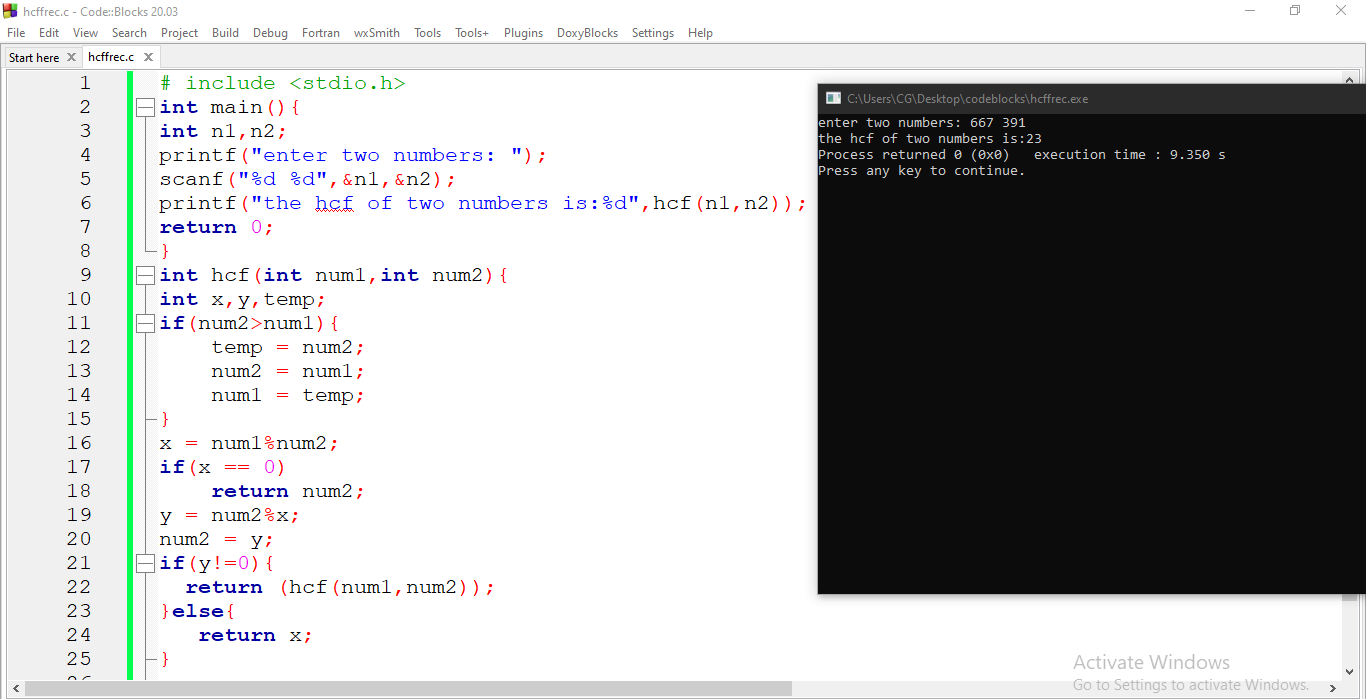 hcffrec.c - Code::Blocks 20.03
File Edit View Search Project Build Debug Fortran wxSmith Tools Tools+ Plugins DoxyBlocks Settings Help
Start here hcffrec.c
1 # include <stdio.h>
2 int main(){
3 int n1,n2;
4 printf("enter two numbers: ");
5 scanf("%d %d",&n1,&n2);
6 printf("the hcf of two numbers is:%d",hcf(n1,n2));
7 return 0;
8 }
9 int hcf(int num1,int num2){
10 int x,y,temp;
11 if(num2>num1){
12 temp = num2;
13 num2 = num1;
14 num1 = temp;
15 }
16 x = num1%num2;
17 if(x == 0)
18 return num2;
19 y = num2%x;
20 num2 = y;
21 if(y!=0){
22 return (hcf(num1,num2));
23 }else{
24 return x;
25 }
C:\Users\CG\Desktop\codeblocks\hcffrec.exe
enter two numbers: 667 391
the hcf of two numbers is:23
Process returned 0 (0x0) execution time : 9.350 s
Press any key to continue.
Activate Windows
Go to Settings to activate Windows.